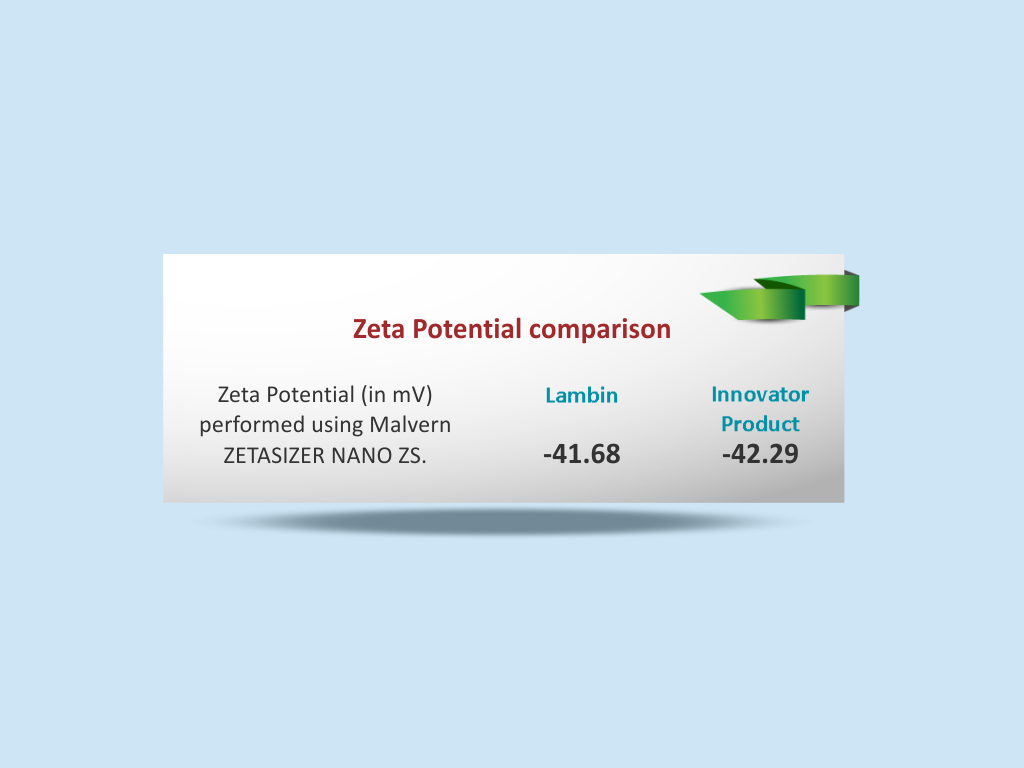 Zeta Potential comparison
Zeta Potential (in mV)
performed using Malvern
ZETASIZER NANO ZS.
Lambin
-41.68
Innovator
Product
-42.29